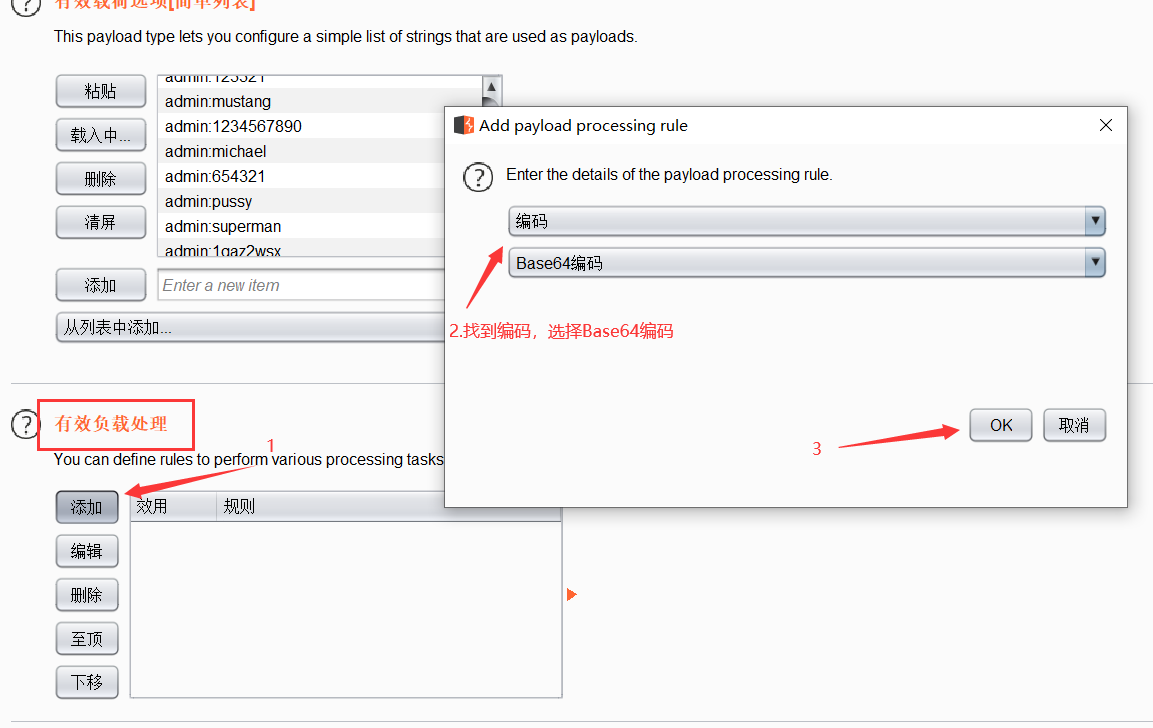 有效载荷选项[简单列表]
This payload type lets you configure a simple list of strings that are used as payloads.
粘贴
载入中...
删除
清屏
admin:123321
admin:mustang
admin:1234567890
admin:michael
admin:654321
admin:pussy
admin:superman
admin:1qaz2wsx
添加
Enter a new item
从列表中添加...
Add payload processing rule
Enter the details of the payload processing rule.
编码
Base64编码
2.找到编码，选择Base64编码
OK
取消
3
有效负载处理
1
You can define rules to perform various processing tasks
添加
编辑
删除
至顶
下移
效用 规则